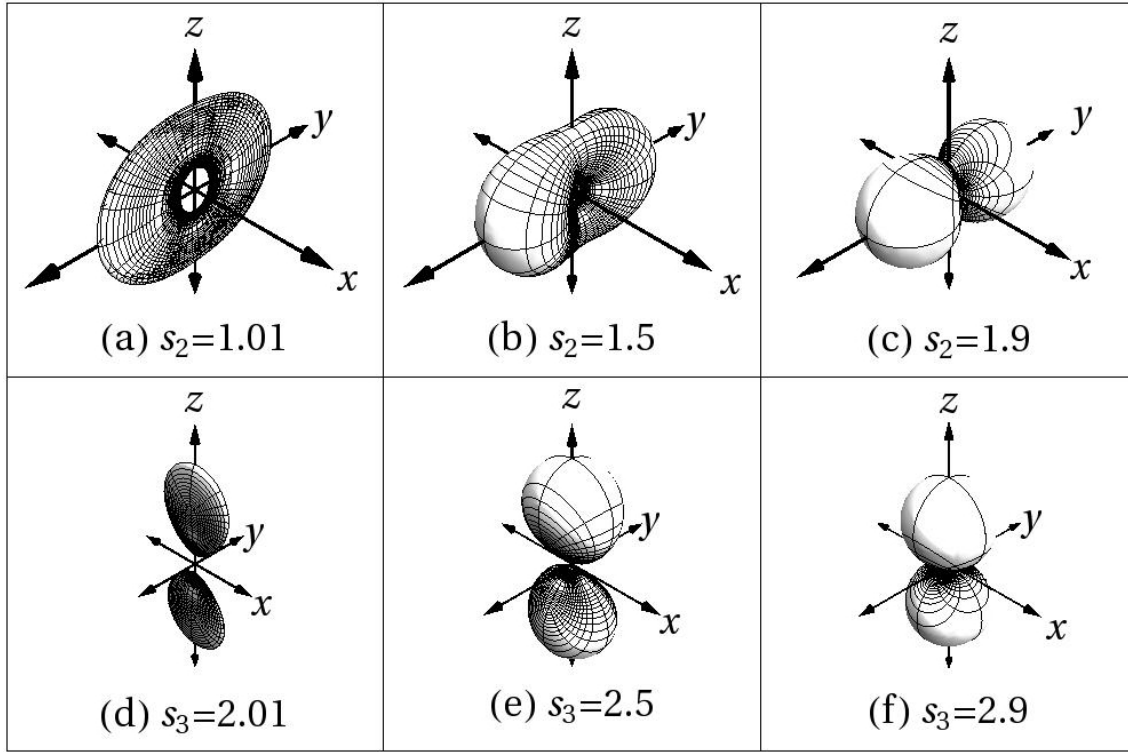 z
y
x
(a) s₂=1.01
z
y
x
(b) s₂=1.5
z
y
x
(c) s₂=1.9
z
y
x
(d) s₃=2.01
z
y
x
(e) s₃=2.5
z
y
x
(f) s₃=2.9